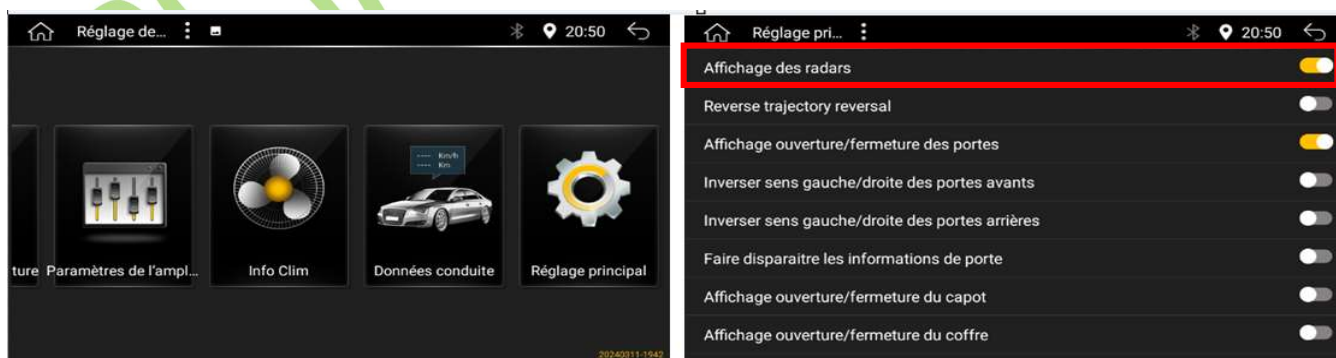 Réglage de...
20:50
Km/h
Km
ture
Paramètres de l'ampl...
Info Clim
Données conduite
Réglage principal
20240311-1942
Réglage pri...
20:50
Affichage des radars
Reverse trajectory reversal
Affichage ouverture/fermeture des portes
Inverser sens gauche/droite des portes avants
Inverser sens gauche/droite des portes arrières
Faire disparaitre les informations de porte
Affichage ouverture/fermeture du capot
Affichage ouverture/fermeture du coffre